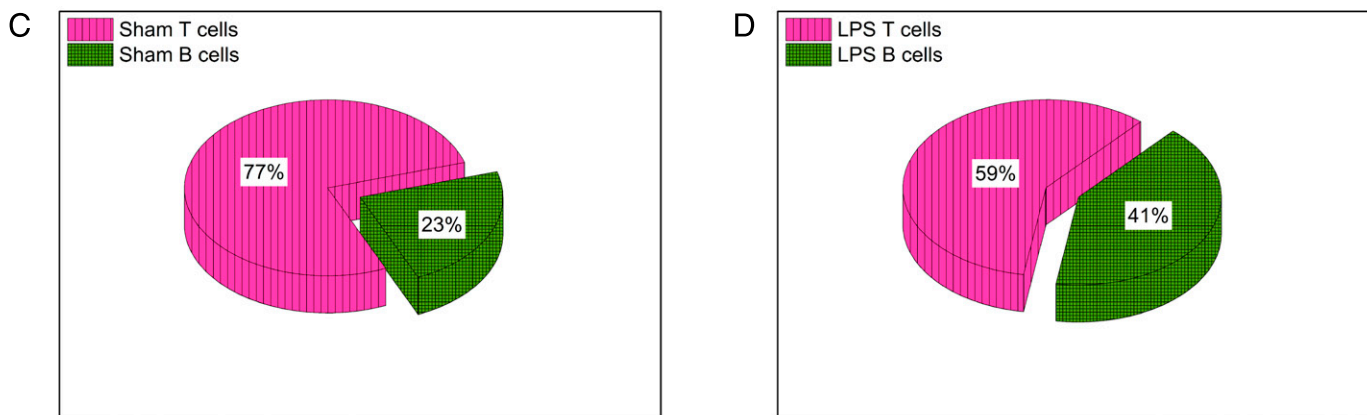 C
Sham T cells
Sham B cells
77%
23%
D
LPS T cells
LPS B cells
59%
41%